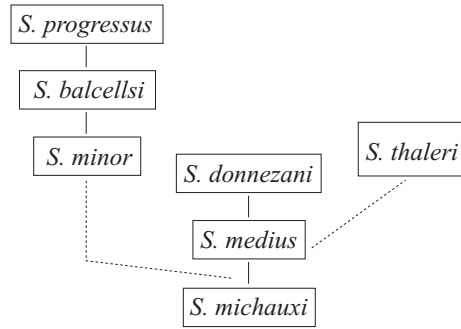 S. progressus
S. balcellsi
S. minor
S. thaleri
S. donnezani
S. medius
S. michauxi